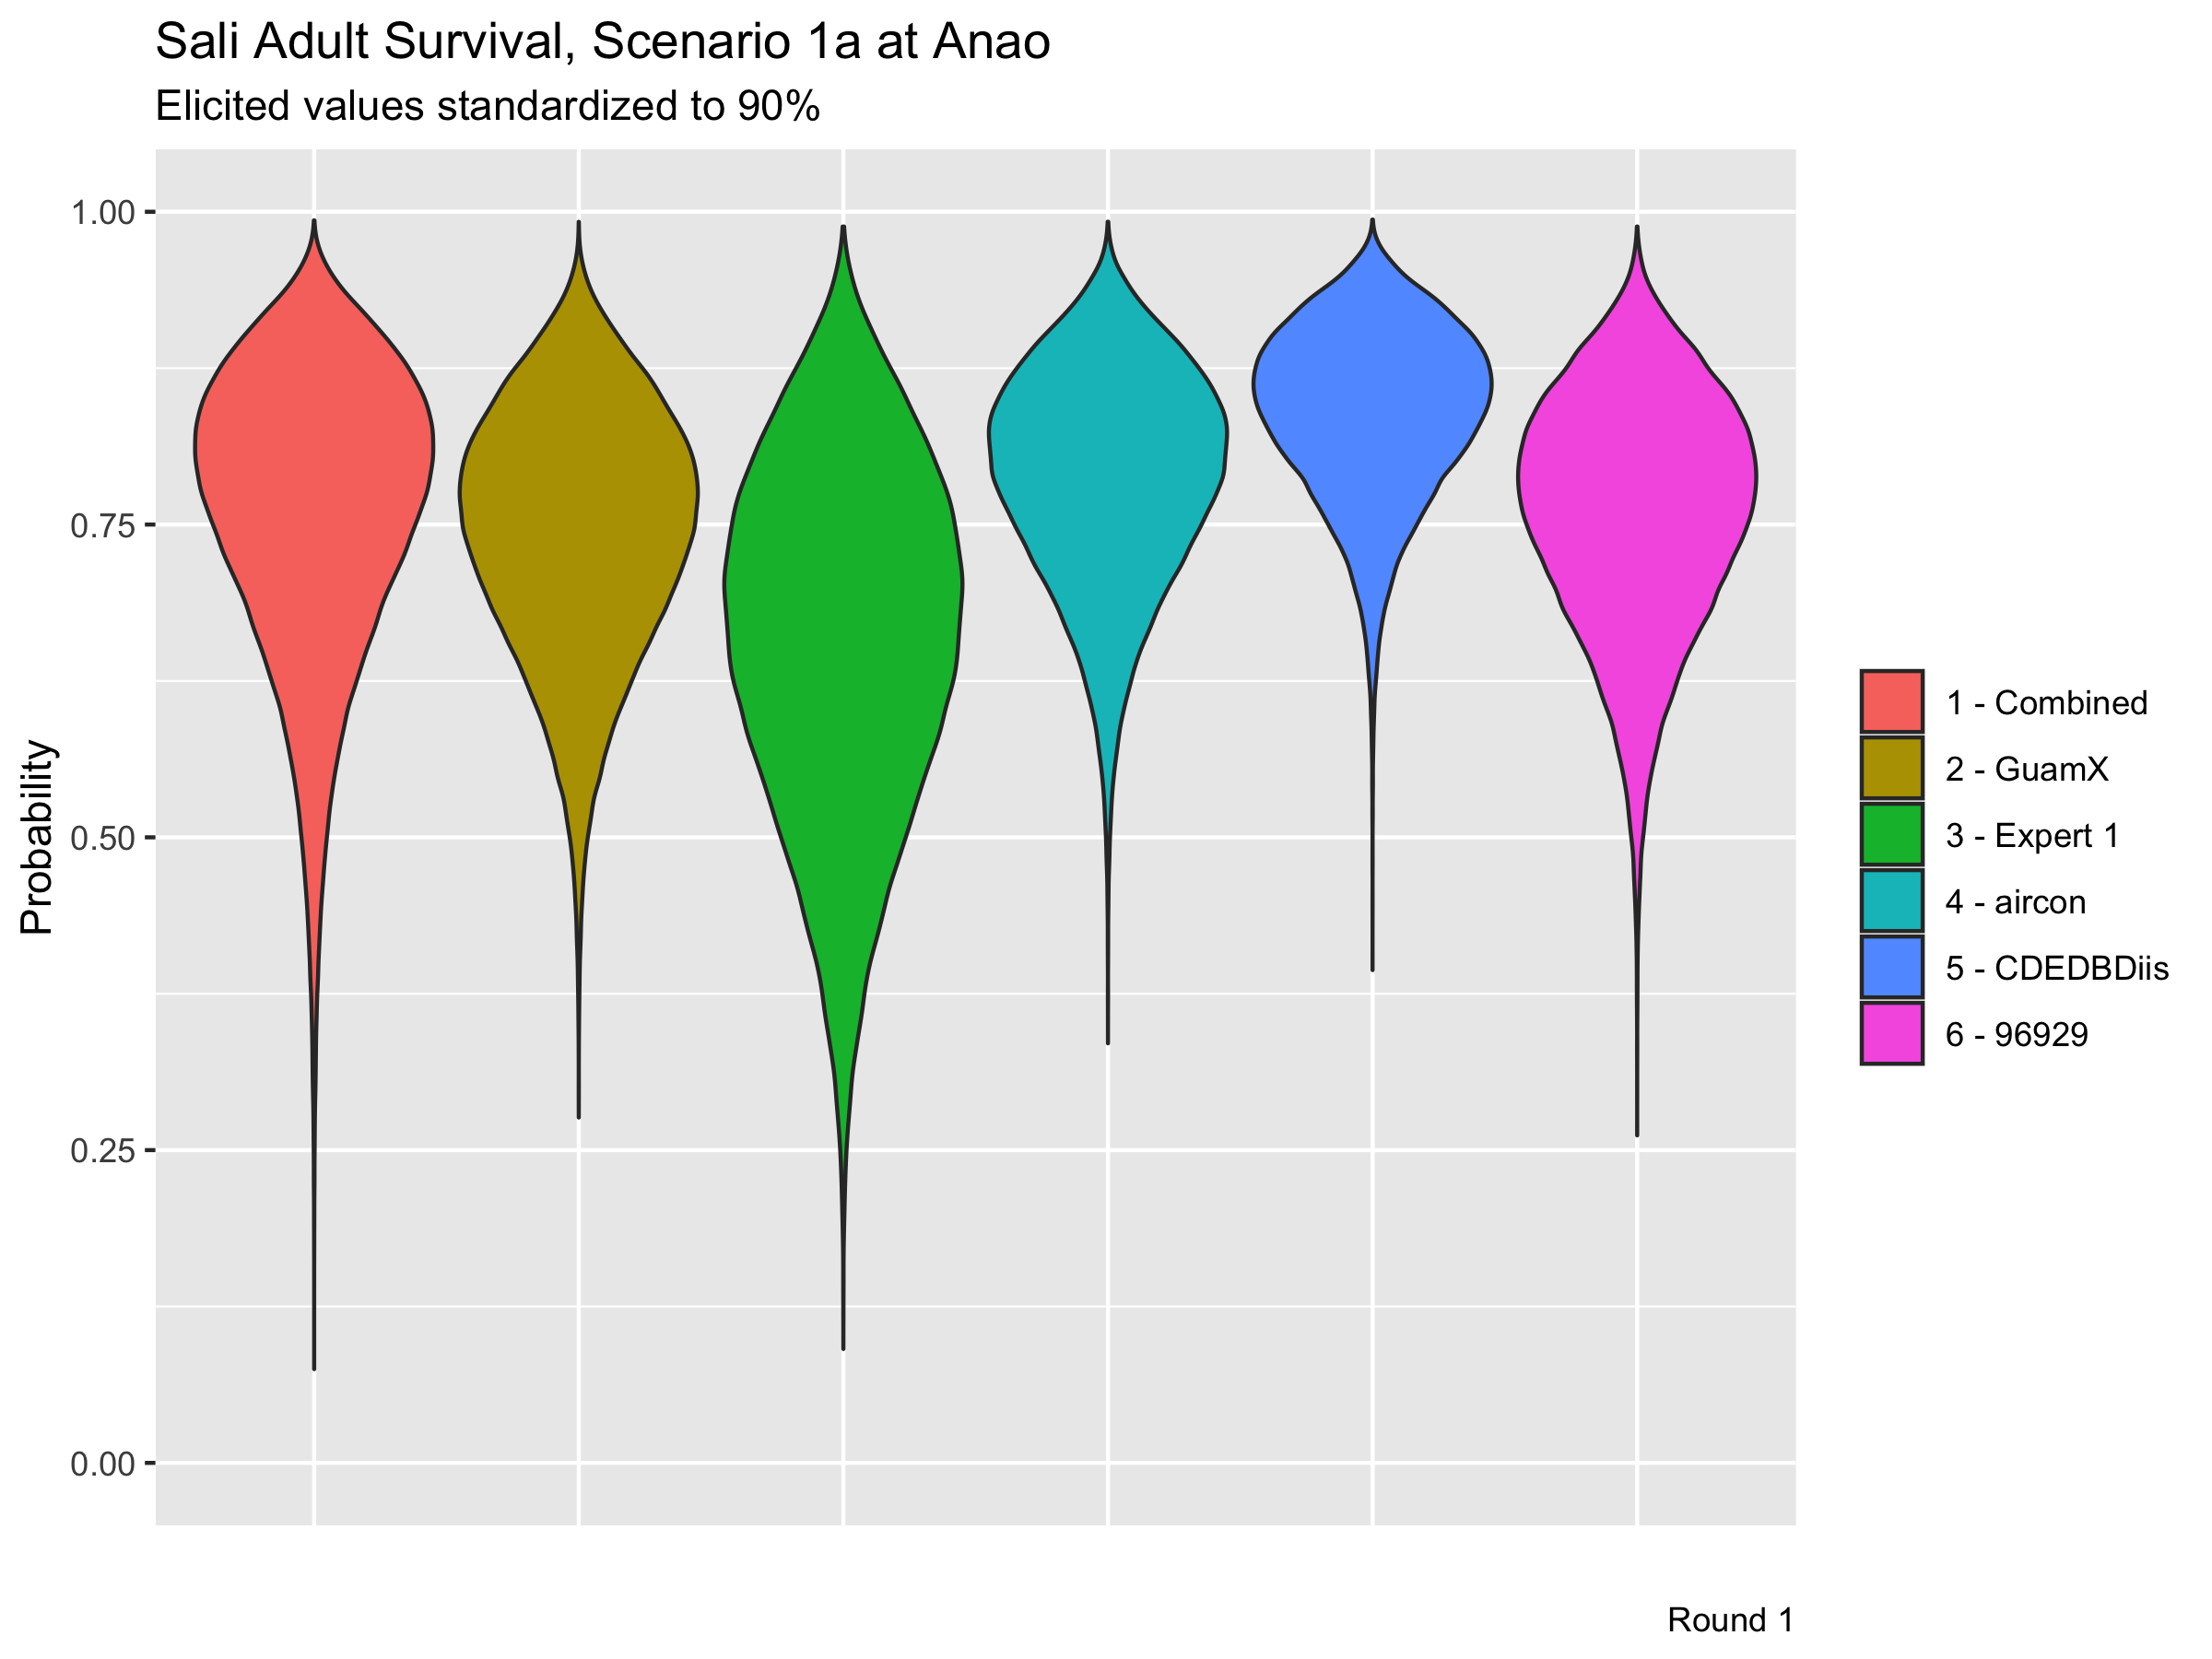 Sali Adult Survival, Scenario 1a at Anao
Elicited values standardized to 90%
Probability
1.00
0.75
0.50
0.25
0.00
1 - Combined
2 - GuamX
3 - Expert 1
4 - aircon
5 - CDEDBDiis
6 - 96929
Round 1